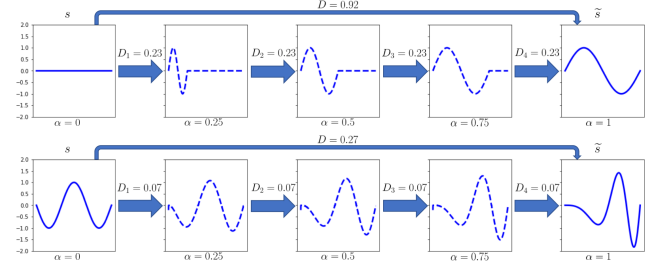 D = 0.92
s
s̃
D₁ = 0.23
D₂ = 0.23
D₃ = 0.23
D₄ = 0.23
2.0
1.5
1.0
0.5
0.0
−0.5
−1.0
−1.5
−2.0
α = 0
α = 0.25
α = 0.5
α = 0.75
α = 1
D = 0.27
s
s̃
D₁ = 0.07
D₂ = 0.07
D₃ = 0.07
D₄ = 0.07
2.0
1.5
1.0
0.5
0.0
−0.5
−1.0
−1.5
−2.0
α = 0
α = 0.25
α = 0.5
α = 0.75
α = 1